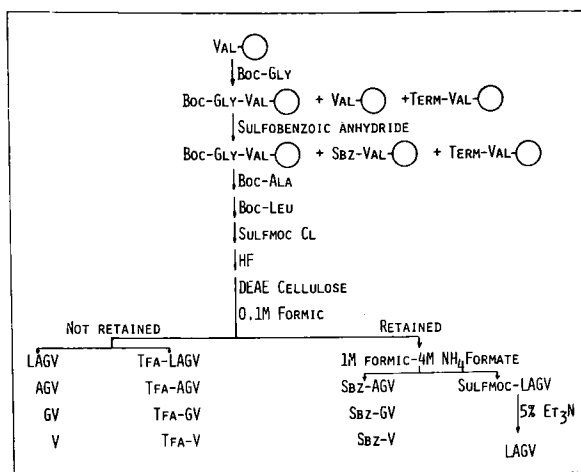 VAL-
BOC-GLY
BOC-GLY-VAL- + VAL- +TERM-VAL-
SULFOBENZOIC ANHYDRIDE
BOC-GLY-VAL- + SBZ-VAL- + TERM-VAL-
BOC-ALA
BOC-LEU
SULFMOC CL
HF
DEAE CELLULOSE
0.1M FORMIC
NOT RETAINED RETAINED
LAGV TFA-LAGV 1M FORMIC-4M NH4FORMATE
AGV TFA-AGV SBZ-AGV SULFMOC-LAGV
GV TFA-GV SBZ-GV 5% ET3N
V TFA-V SBZ-V LAGV